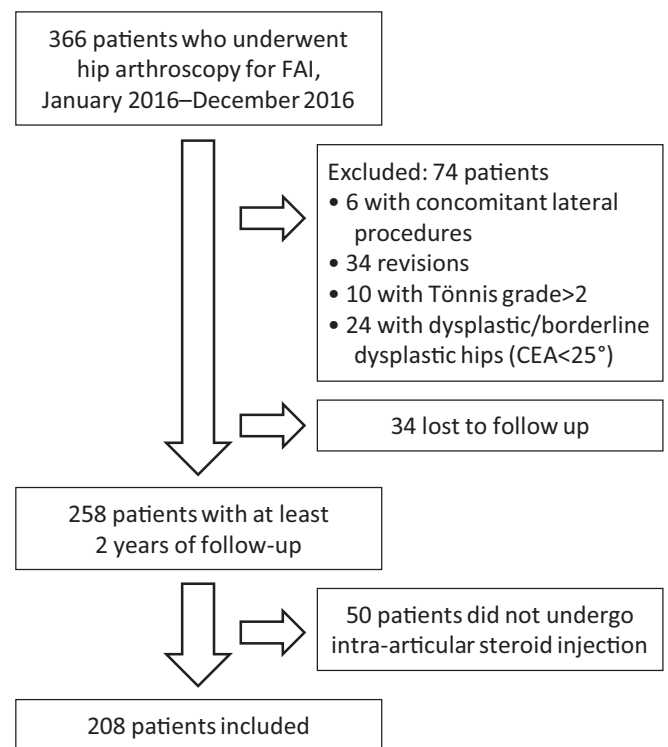 366 patients who underwent
hip arthroscopy for FAI,
January 2016–December 2016
Excluded: 74 patients
• 6 with concomitant lateral
procedures
• 34 revisions
• 10 with Tönnis grade>2
• 24 with dysplastic/borderline
dysplastic hips (CEA<25°)
34 lost to follow up
258 patients with at least
2 years of follow-up
50 patients did not undergo
intra-articular steroid injection
208 patients included